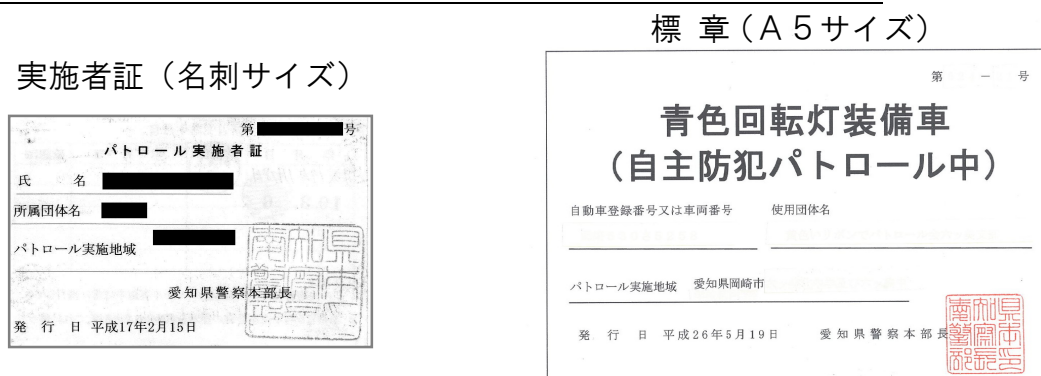 実施者証（名刺サイズ）
第 号
パトロール実施者証
氏 名
所属団体名
パトロール実施地域
愛知県警察本部長
発 行 日 平成17年2月15日
標 章（Ａ５サイズ）
第 － 号
青色回転灯装備車
（自主防犯パトロール中）
自動車登録番号又は車両番号 使用団体名
パトロール実施地域 愛知県岡崎市
発 行 日 平成26年5月19日 愛知県警察本部長